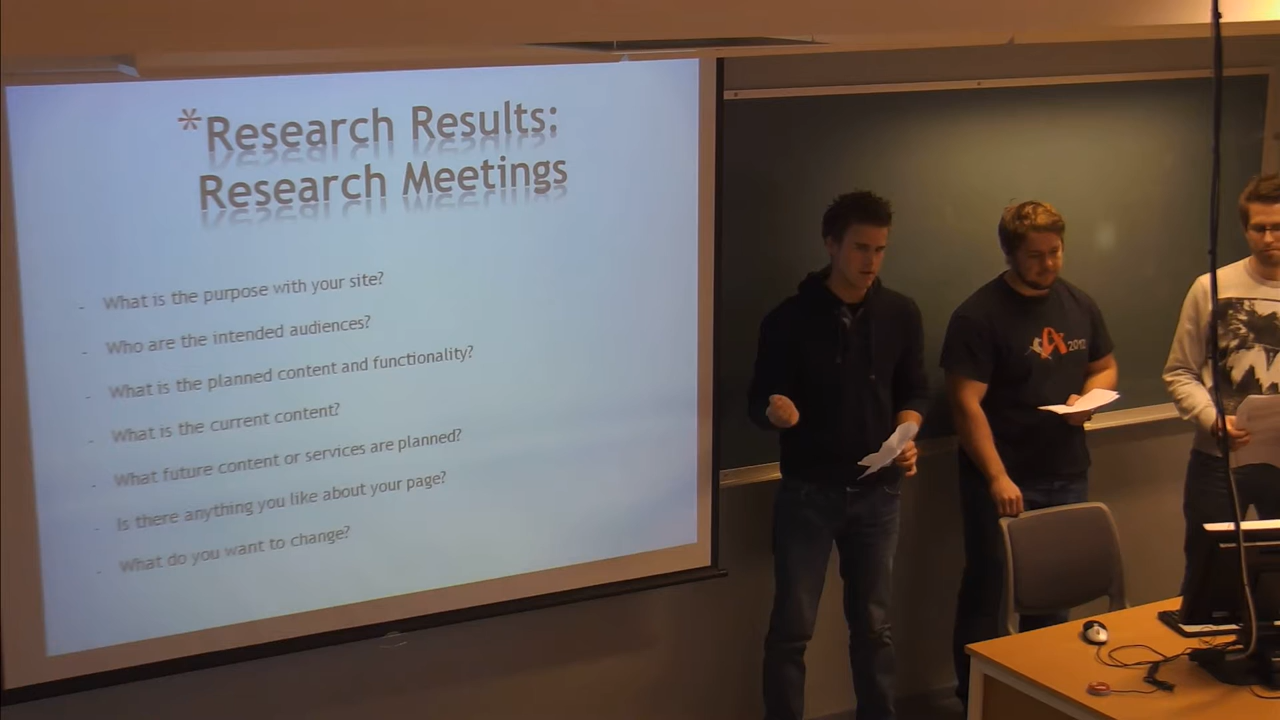 *Research Results:
Research Meetings
- What is the purpose with your site?
- Who are the intended audiences?
- What is the planned content and functionality?
- What is the current content?
- What future content or services are planned?
- Is there anything you like about your page?
- What do you want to change?
2012